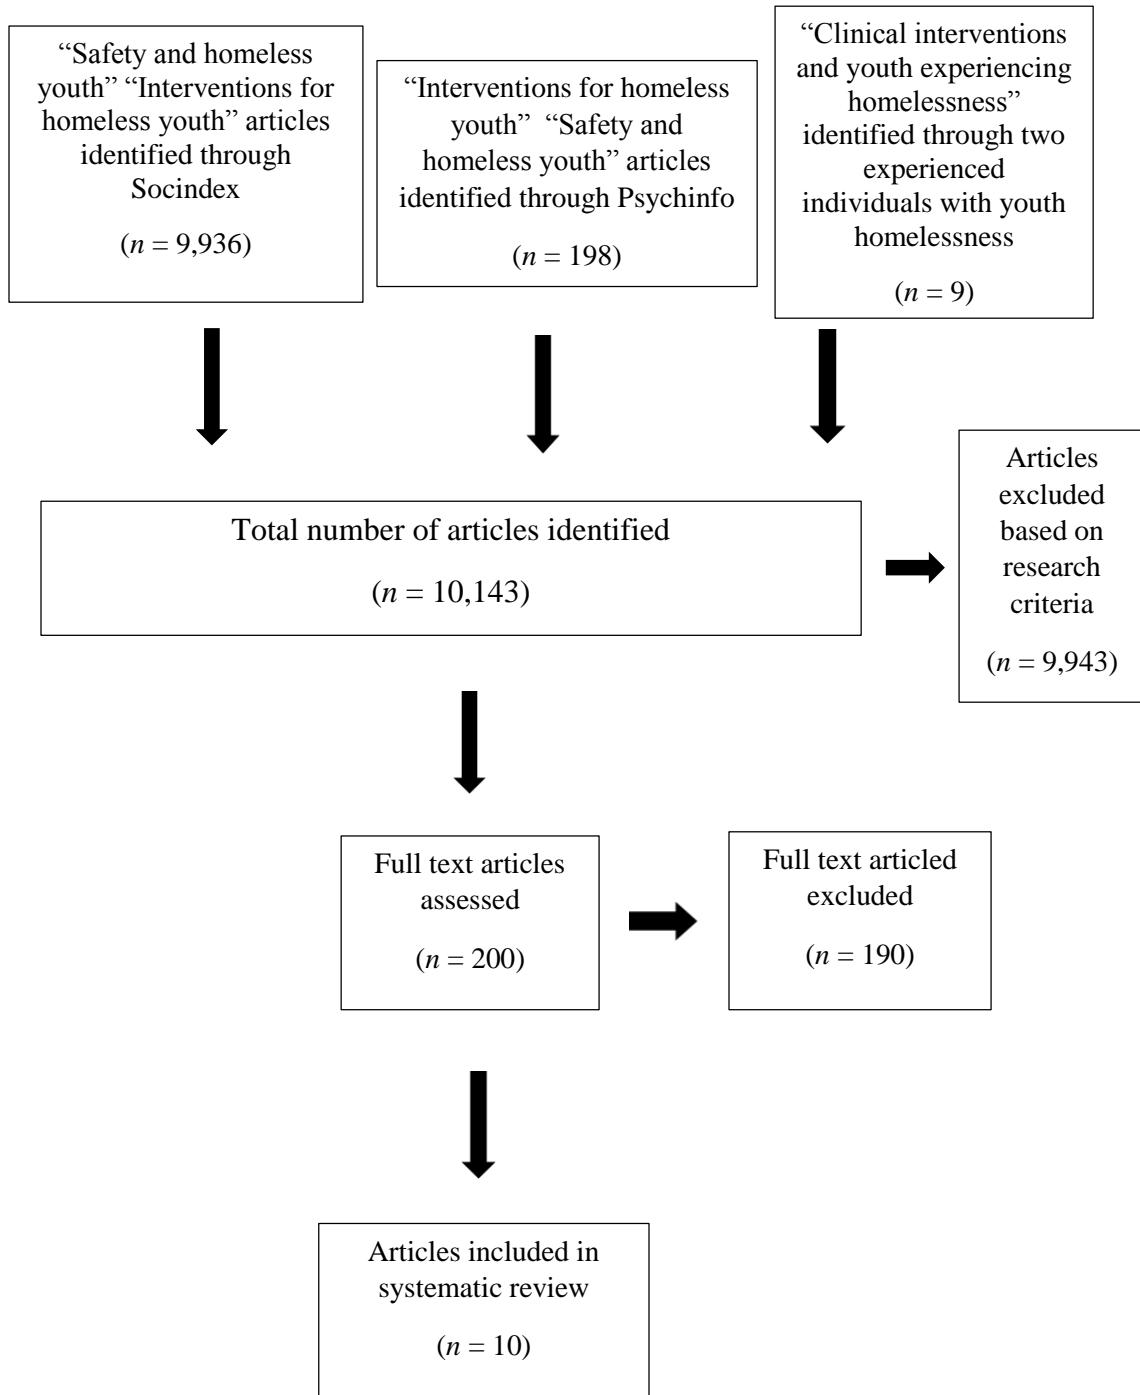 “Safety and homeless
youth” “Interventions for
homeless youth” articles
identified through
Socindex
(n = 9,936)
“Interventions for homeless
youth” “Safety and
homeless youth” articles
identified through Psychinfo
(n = 198)
“Clinical interventions
and youth experiencing
homelessness”
identified through two
experienced
individuals with youth
homelessness
(n = 9)
Total number of articles identified
(n = 10,143)
Articles
excluded
based on
research
criteria
(n = 9,943)
Full text articles
assessed
(n = 200)
Full text articled
excluded
(n = 190)
Articles included in
systematic review
(n = 10)